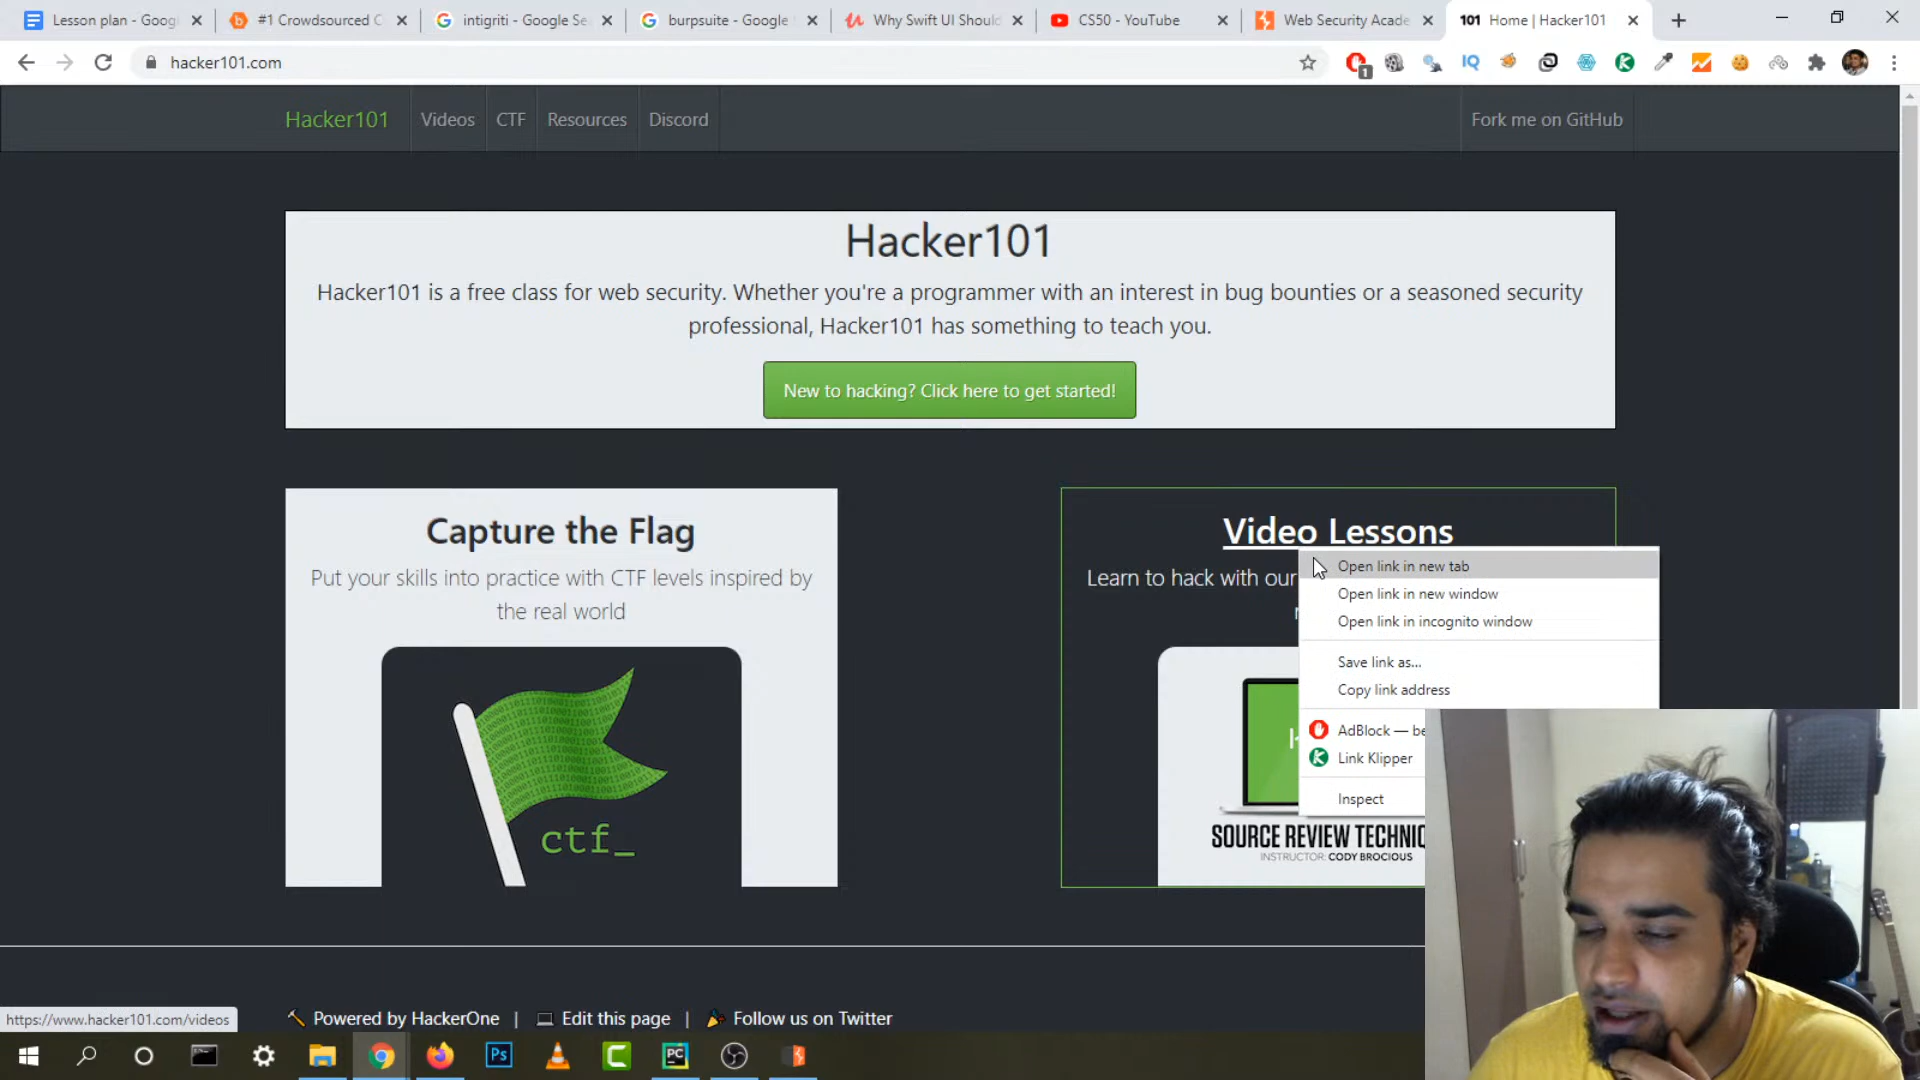 Lesson plan - Goog
#1 Crowdsourced C
intigriti - Google Se
burpsuite - Google
Why Swift UI Should
CS50 - YouTube
Web Security Acade
101 Home | Hacker101
hacker101.com
1
IQ
Hacker101 Videos CTF Resources Discord Fork me on GitHub
Hacker101
Hacker101 is a free class for web security. Whether you're a programmer with an interest in bug bounties or a seasoned security
professional, Hacker101 has something to teach you.
New to hacking? Click here to get started!
Capture the Flag
Put your skills into practice with CTF levels inspired by
the real world
ctf_
Video Lessons
Learn to hack with our
Open link in new tab
Open link in new window
Open link in incognito window
Save link as...
Copy link address
AdBlock — be
Link Klipper
Inspect
SOURCE REVIEW TECHNIQ
INSTRUCTOR: CODY BROCIOUS
https://www.hacker101.com/videos
Powered by HackerOne | Edit this page | Follow us on Twitter
Ps
C
PC